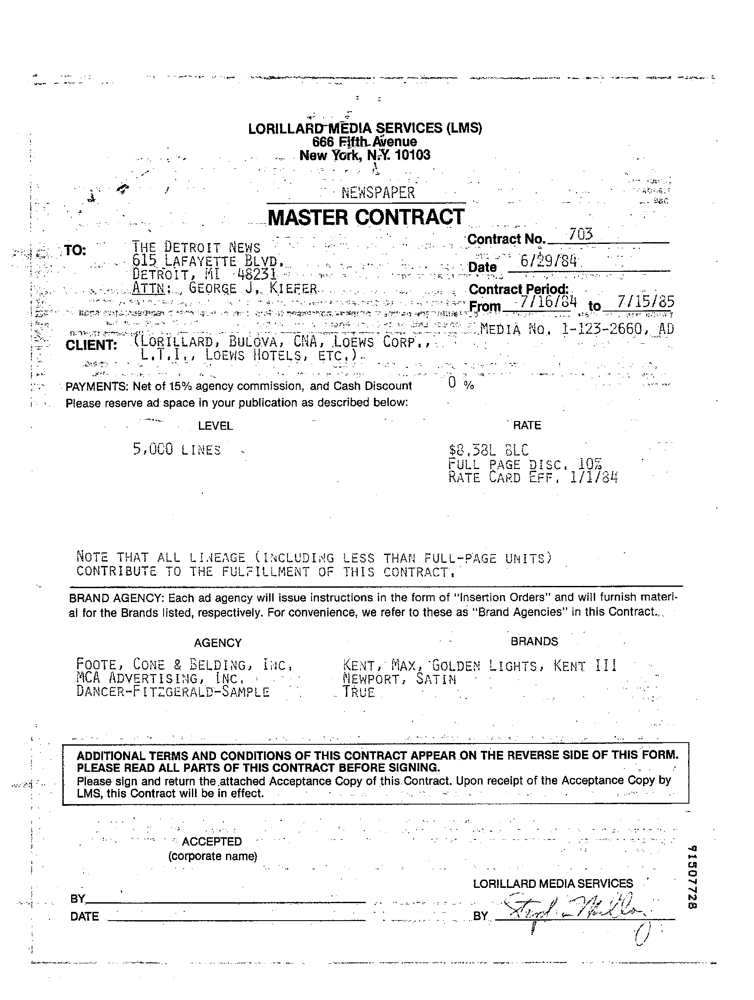 LORILLARD MEDIA SERVICES (LMS)
666 Fifth Avenue
New York, N.Y. 10103
NEWSPAPER
MASTER CONTRACT
Contract No. 703
TO: THE DETROIT NEWS
615 LAFAYETTE BLVD.
DETROIT, MI 48231
ATTN: GEORGE J. KIEFER
Date 6/29/84
Contract Period:
From 7/16/84 to 7/15/85
MEDIA NO. 1-123-2660, AD
CLIENT: (LORILLARD, BULOVA, CNA, LOEWS CORP.,
L.T.I., LOEWS HOTELS, ETC.)
PAYMENTS: Net of 15% agency commission, and Cash Discount 0 %
Please reserve ad space in your publication as described below:
LEVEL RATE
5,000 LINES $8.38L BLC
FULL PAGE DISC. 10%
RATE CARD EFF. 1/1/84
NOTE THAT ALL LINEAGE (INCLUDING LESS THAN FULL-PAGE UNITS)
CONTRIBUTE TO THE FULFILLMENT OF THIS CONTRACT.
BRAND AGENCY: Each ad agency will issue instructions in the form of "Insertion Orders" and will furnish materi-
al for the Brands listed, respectively. For convenience, we refer to these as "Brand Agencies" in this Contract.
AGENCY BRANDS
FOOTE, CONE & BELDING, INC. KENT, MAX, GOLDEN LIGHTS, KENT III
MCA ADVERTISING, INC. NEWPORT, SATIN
DANCER-FITZGERALD-SAMPLE TRUE
ADDITIONAL TERMS AND CONDITIONS OF THIS CONTRACT APPEAR ON THE REVERSE SIDE OF THIS FORM.
PLEASE READ ALL PARTS OF THIS CONTRACT BEFORE SIGNING.
Please sign and return the attached Acceptance Copy of this Contract. Upon receipt of the Acceptance Copy by
LMS, this Contract will be in effect.
ACCEPTED
(corporate name)
LORILLARD MEDIA SERVICES
BY
DATE
BY
91507728